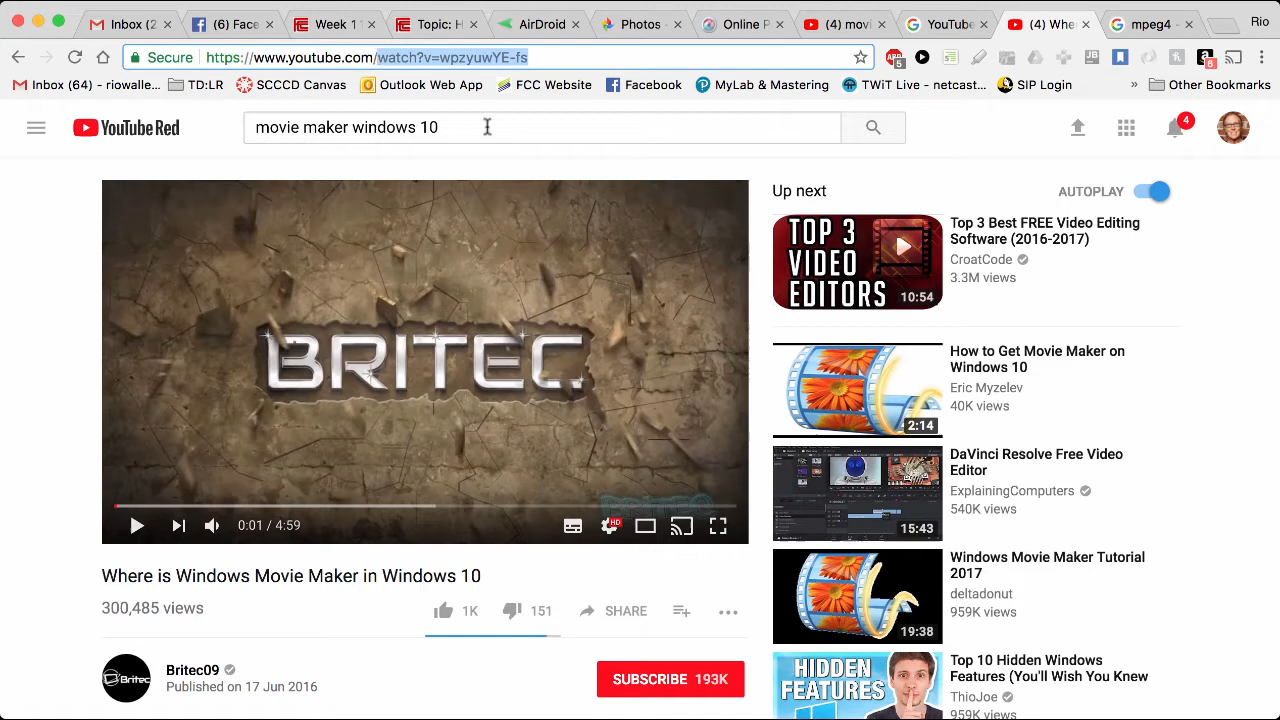 Inbox (2
(6) Face
Week 1
Topic: H
AirDroid
Photos -
Online P
(4) movi
YouTube
(4) Whe
mpeg4 -
Rio
Secure
https://www.youtube.com/watch?v=wpzyuwYE-fs
5
JB
6
Inbox (64) - riowalle...
TD:LR
SCCCD Canvas
Outlook Web App
FCC Website
Facebook
MyLab & Mastering
TWiT Live - netcast...
SIP Login
»
Other Bookmarks
YouTube Red
movie maker windows 10
4
BRITEC
0:01 / 4:59
HD
Where is Windows Movie Maker in Windows 10
300,485 views
1K
151
SHARE
Britec
Britec09
Published on 17 Jun 2016
SUBSCRIBE 193K
Up next
AUTOPLAY
TOP 3
VIDEO
EDITORS
10:54
Top 3 Best FREE Video Editing
Software (2016-2017)
CroatCode
3.3M views
2:14
How to Get Movie Maker on
Windows 10
Eric Myzelev
40K views
15:43
DaVinci Resolve Free Video
Editor
ExplainingComputers
540K views
19:38
Windows Movie Maker Tutorial
2017
deltadonut
959K views
HIDDEN
FEATURES
Top 10 Hidden Windows
Features (You'll Wish You Knew
ThioJoe
959K views